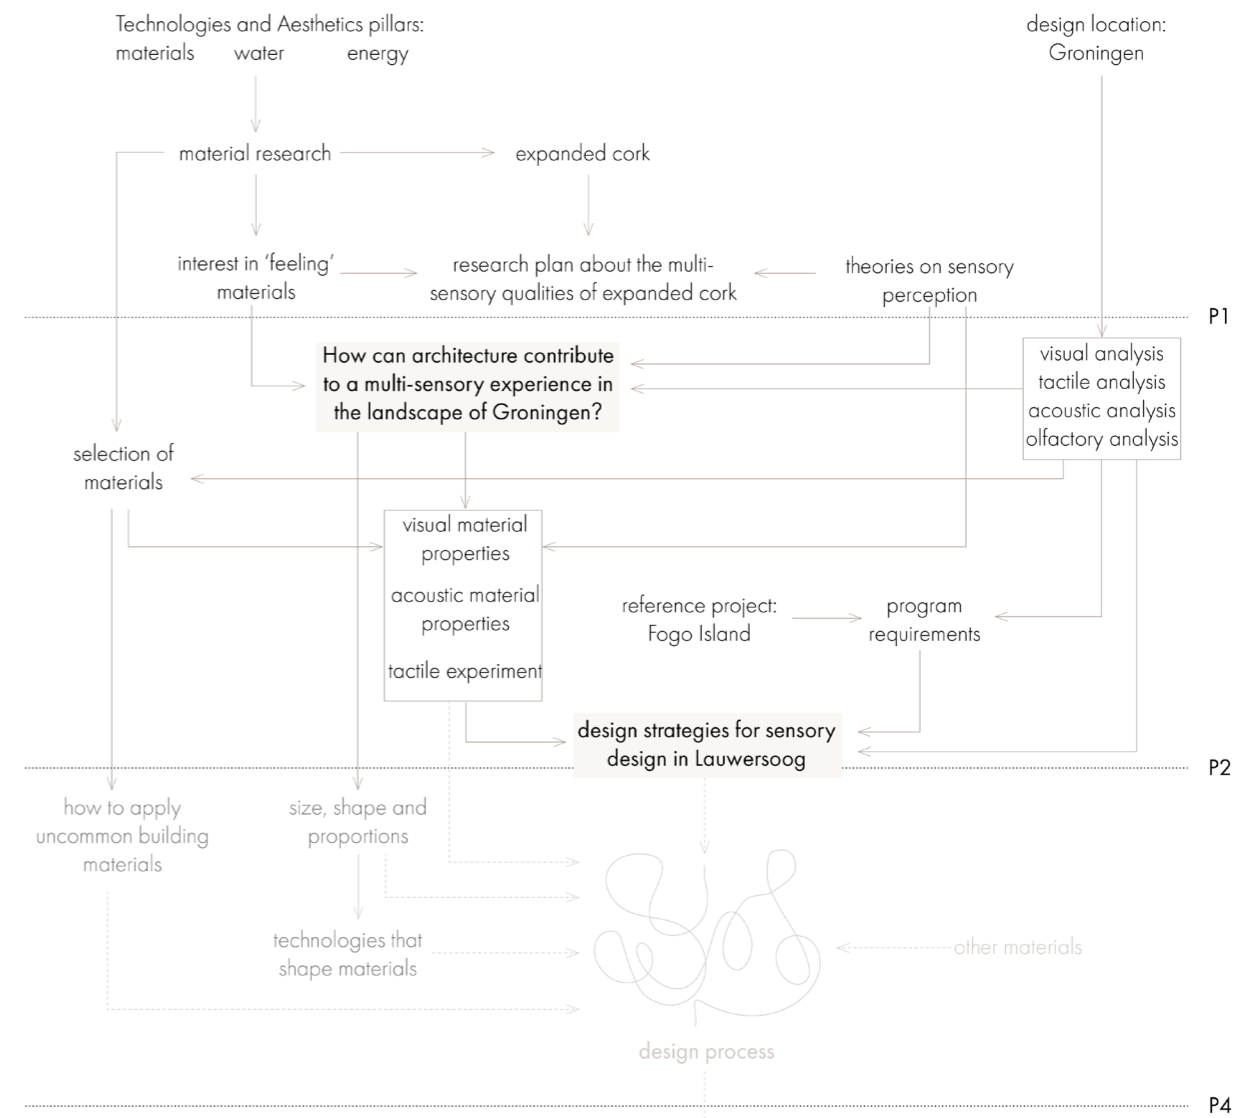 Technologies and Aesthetics pillars:
materials water energy
design location:
Groningen
material research
expanded cork
interest in 'feeling'
materials
research plan about the multi-
sensory qualities of expanded cork
theories on sensory
perception
P1
How can architecture contribute
to a multi-sensory experience in
the landscape of Groningen?
visual analysis
tactile analysis
acoustic analysis
olfactory analysis
selection of
materials
visual material
properties
acoustic material
properties
tactile experiment
reference project:
Fogo Island
program
requirements
design strategies for sensory
design in Lauwersoog
P2
how to apply
uncommon building
materials
size, shape and
proportions
technologies that
shape materials
other materials
design process
P4